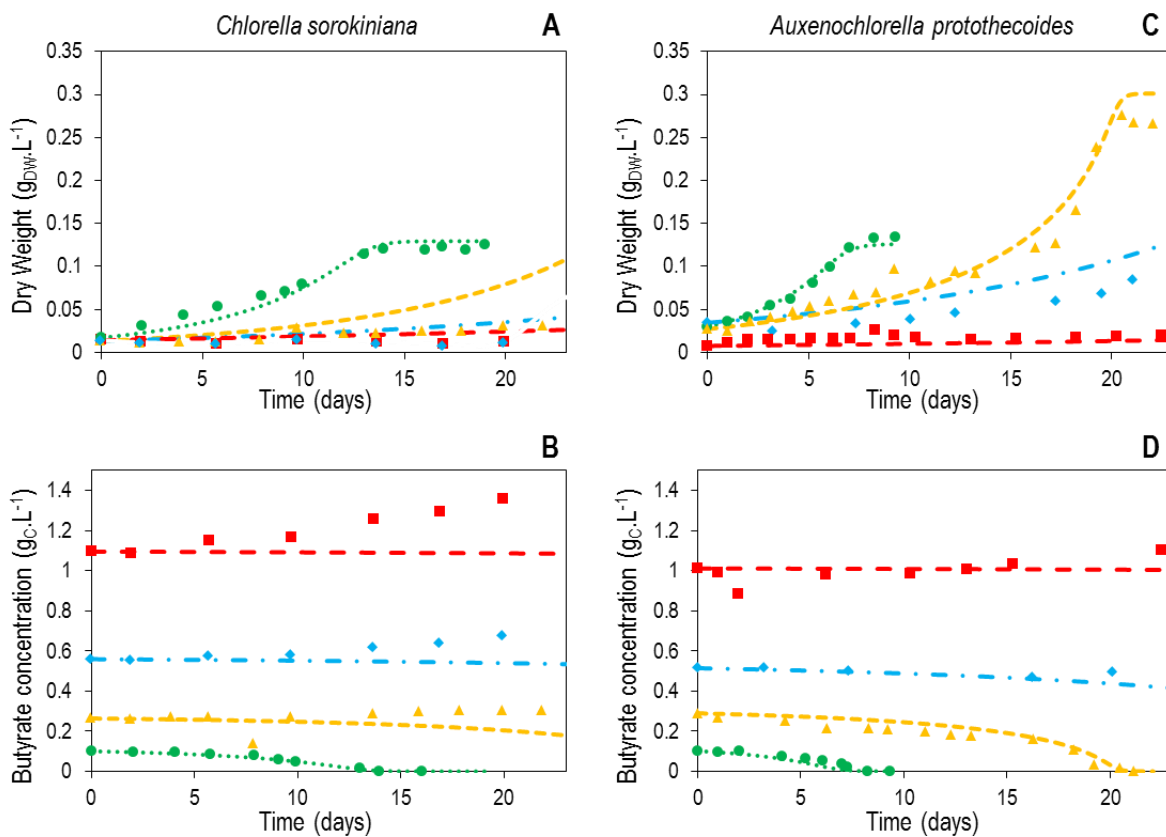 Chlorella sorokiniana
A
Dry Weight (gDW.L-1)
0.35
0.3
0.25
0.2
0.15
0.1
0.05
0
0 5 10 15 20
Time (days)
Auxenochlorella protothecoides
C
Dry Weight (gDW.L-1)
0.35
0.3
0.25
0.2
0.15
0.1
0.05
0
0 5 10 15 20
Time (days)
B
Butyrate concentration (gC.L-1)
1.4
1.2
1
0.8
0.6
0.4
0.2
0
0 5 10 15 20
Time (days)
D
Butyrate concentration (gC.L-1)
1.4
1.2
1
0.8
0.6
0.4
0.2
0
0 5 10 15 20
Time (days)